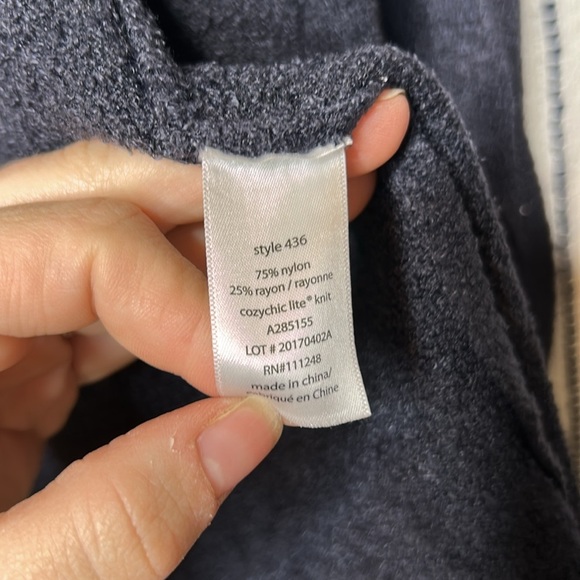 style 436
75% nylon
25% rayon / rayonne
cozychic lite® knit
A285155
LOT # 20170402A
RN#111248
made in china/
en Chine